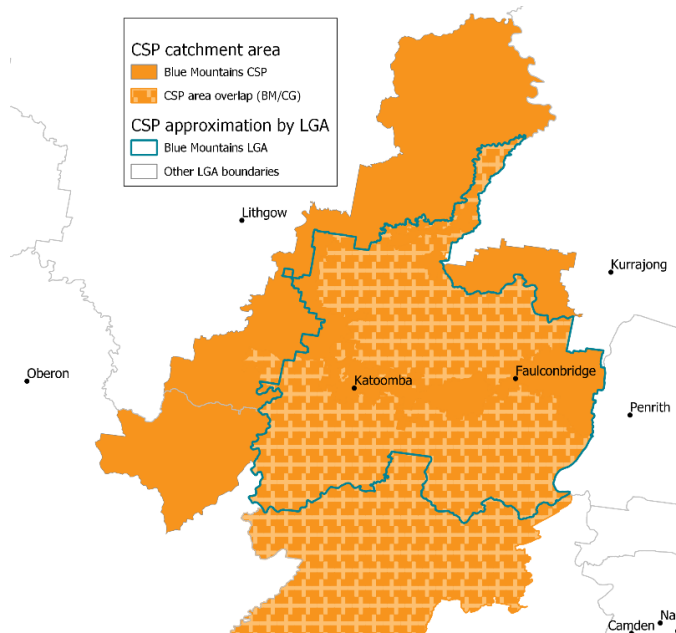 CSP catchment area
Blue Mountains CSP
CSP area overlap (BM/CG)
CSP approximation by LGA
Blue Mountains LGA
Other LGA boundaries
Lithgow
Kurrajong
Oberon
Katoomba
Faulconbridge
Penrith
Na
Camden